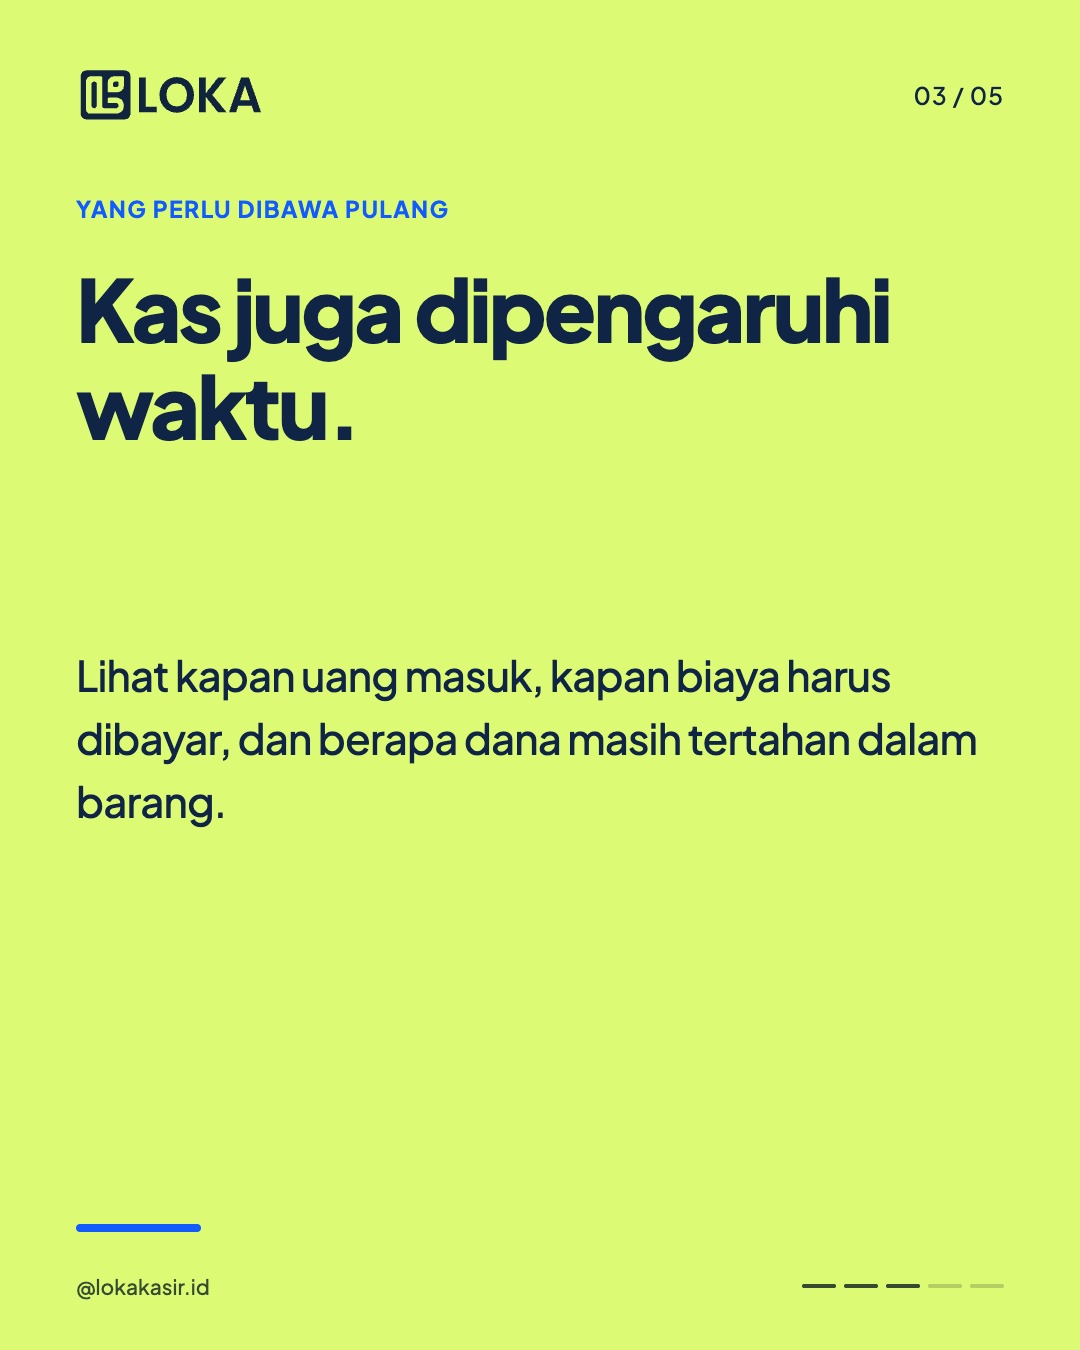 LOKA
03 / 05
YANG PERLU DIBAWA PULANG
Kas juga dipengaruhi
waktu.
Lihat kapan uang masuk, kapan biaya harus
dibayar, dan berapa dana masih tertahan dalam
barang.
@lokakasir.id